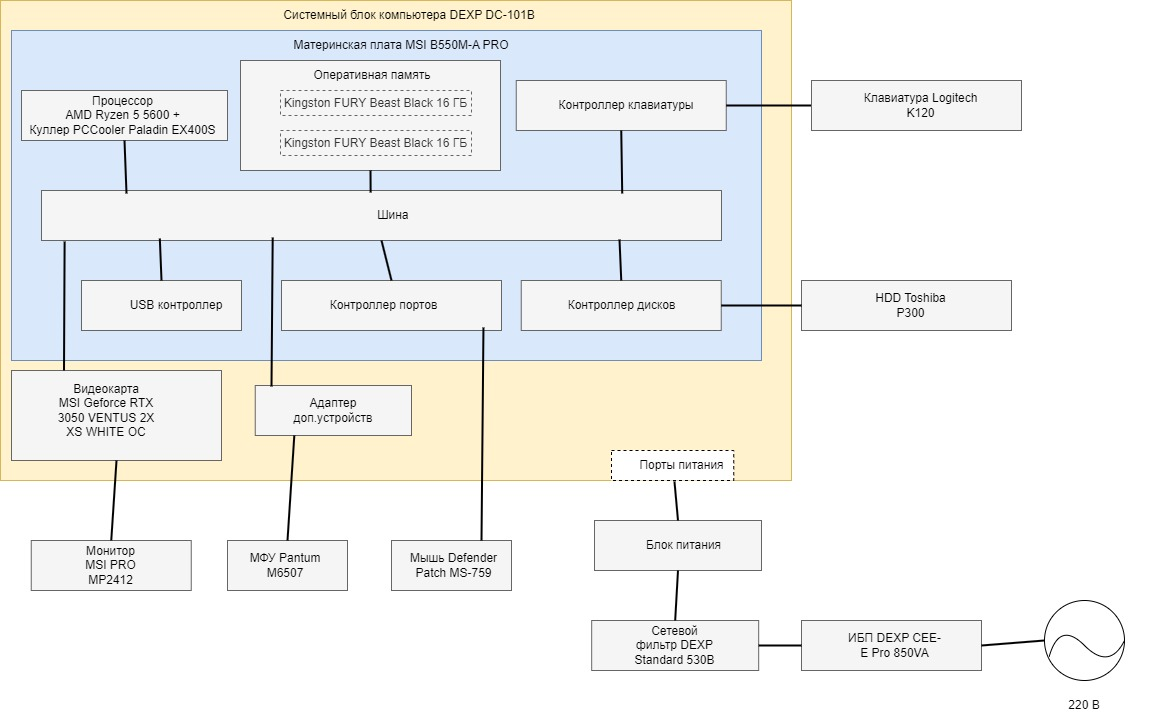 Системный блок компьютера DEXP DC-101B
Материнская плата MSI B550M-A PRO
Процессор
AMD Ryzen 5 5600 +
Куллер PCCooler Paladin EX400S
Оперативная память
Kingston FURY Beast Black 16 ГБ
Kingston FURY Beast Black 16 ГБ
Контроллер клавиатуры
Клавиатура Logitech
K120
Шина
USB контроллер
Контроллер портов
Контроллер дисков
HDD Toshiba
P300
Видеокарта
MSI Geforce RTX
3050 VENTUS 2X
XS WHITE OC
Адаптер
доп.устройств
Порты питания
Монитор
MSI PRO
MP2412
МФУ Pantum
M6507
Мышь Defender
Patch MS-759
Блок питания
Сетевой
фильтр DEXP
Standard 530B
ИБП DEXP CEE-
E Pro 850VA
220 В